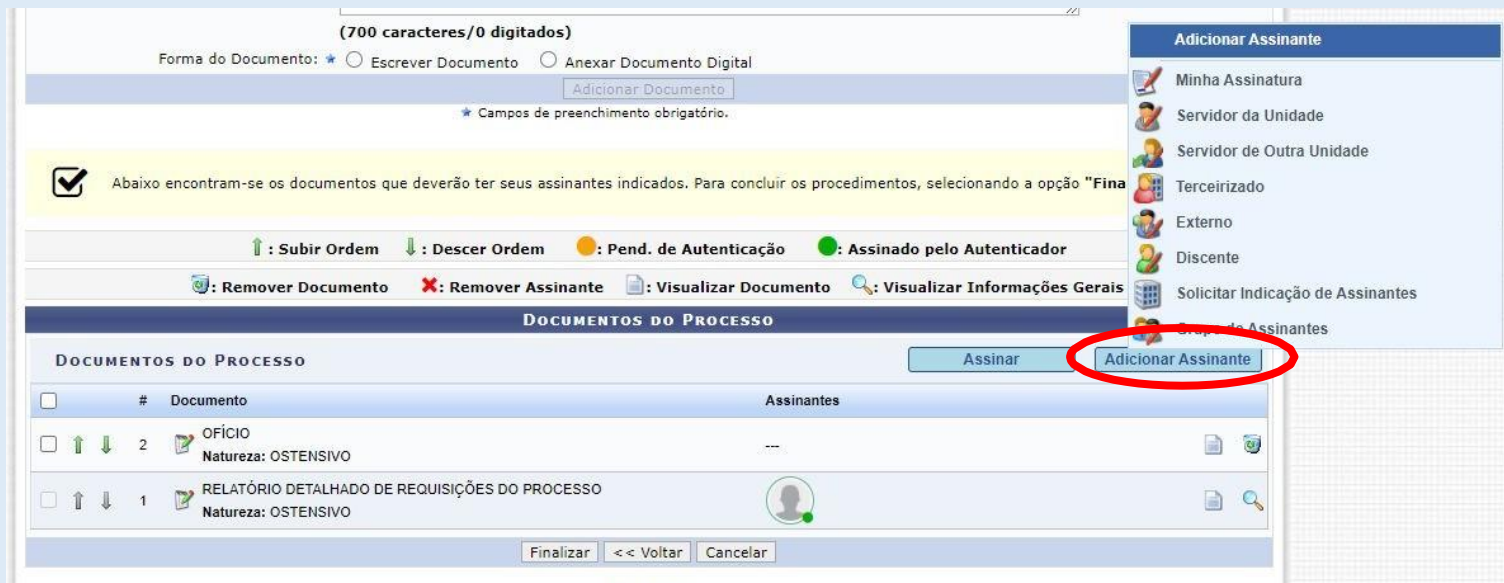 (700 caracteres/0 digitados)
Forma do Documento: Escrever Documento Anexar Documento Digital
Adicionar Documento
Campos de preenchimento obrigatório.
Adicionar Assinante
Minha Assinatura
Servidor da Unidade
Servidor de Outra Unidade
Terceirizado
Externo
Discente
Solicitar Indicação de Assinantes
Grupo de Assinantes
Abaixo encontram-se os documentos que deverão ter seus assinantes indicados. Para concluir os procedimentos, selecionando a opção "Fina
: Subir Ordem : Descer Ordem : Pend. de Autenticação : Assinado pelo Autenticador
: Remover Documento : Remover Assinante : Visualizar Documento : Visualizar Informações Gerais
DOCUMENTOS DO PROCESSO
DOCUMENTOS DO PROCESSO Assinar Adicionar Assinante
# Documento Assinantes
2 OFÍCIO
Natureza: OSTENSIVO ---
1 RELATÓRIO DETALHADO DE REQUISIÇÕES DO PROCESSO
Natureza: OSTENSIVO
Finalizar << Voltar Cancelar